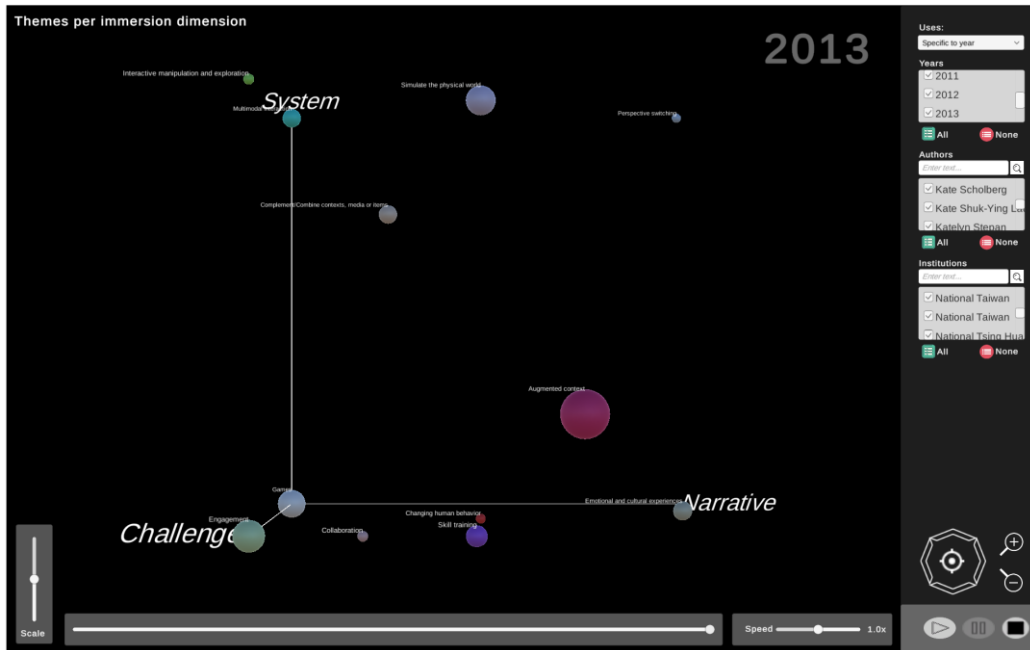 Themes per immersion dimension
2013
Interactive manipulation and exploration
System
Simulate the physical world
Perspective switching
Complement/Combine contexts, media or items
Augmented context
Games
Emotional and cultural experiences
Narrative
Challenge
Engagement
Collaboration
Changing human behavior
Skill training
Scale
Speed
1.0x
Uses:
Specific to year
Years
2011
2012
2013
All
None
Authors
Enter text...
Kate Scholberg
Kate Shuk-Ying
Katelyn Stepan
All
None
Institutions
Enter text...
National Taiwan
National Taiwan
National Tsing Hua
All
None